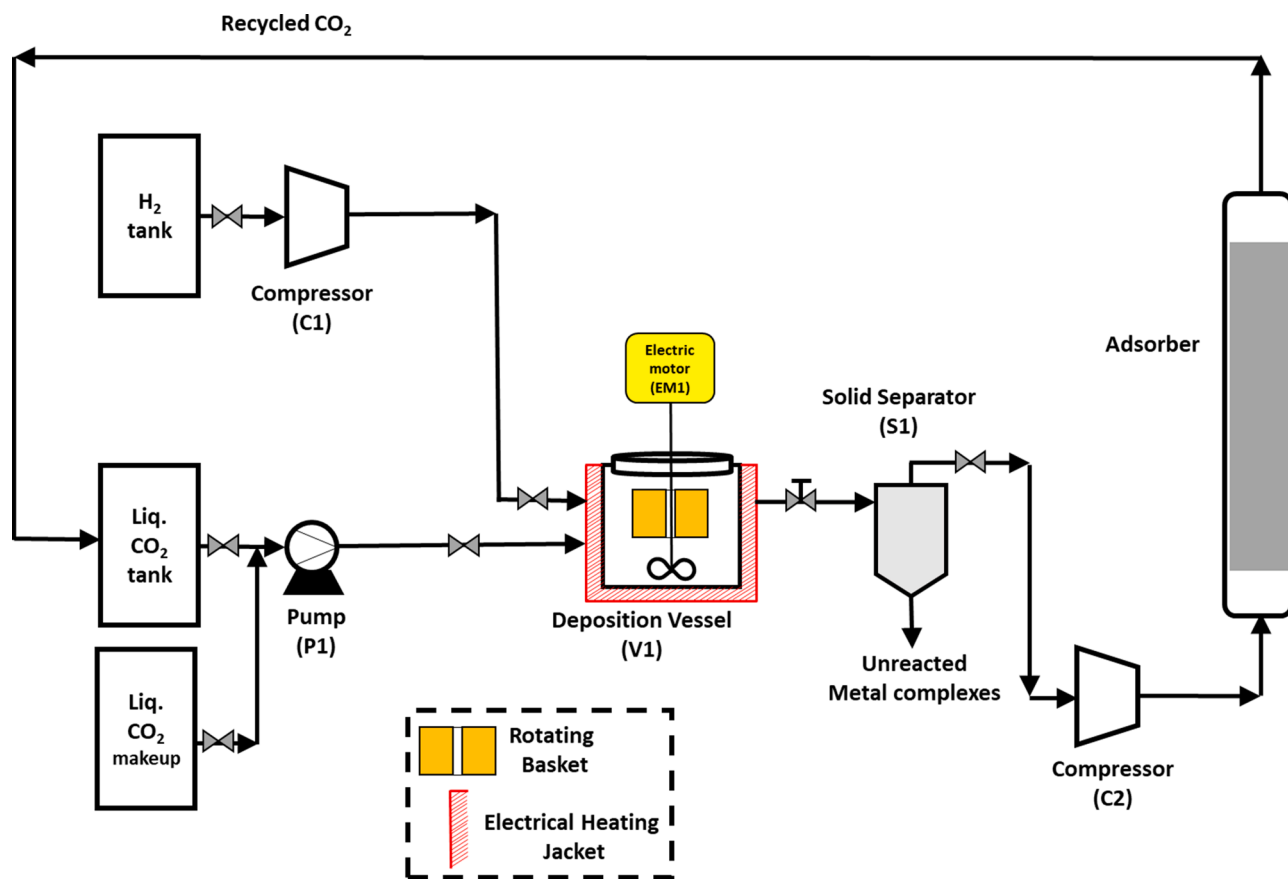 Recycled CO₂
H₂
tank
Compressor
(C1)
Electric
motor
(EM1)
Adsorber
Solid Separator
(S1)
Liq.
CO₂
tank
Pump
(P1)
Deposition Vessel
(V1)
Unreacted
Metal complexes
Liq.
CO₂
makeup
Rotating
Basket
Electrical Heating
Jacket
Compressor
(C2)